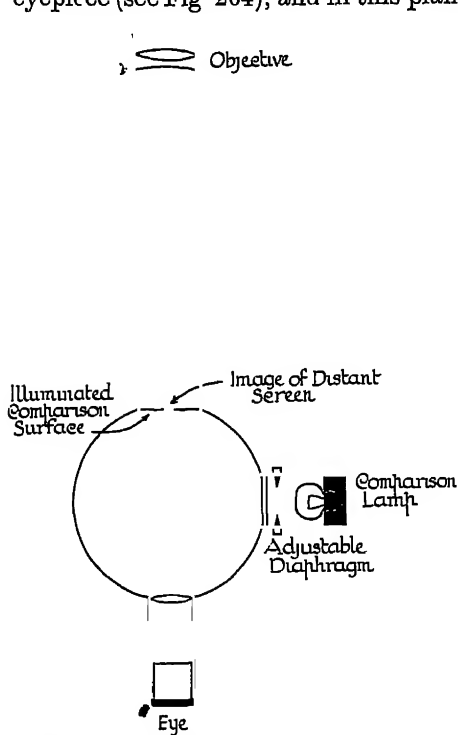 eyepiece (see Fig 264), and in this plan
Objective
Image of Distant
Screen
Illuminated
Comparison
Surface
Comparison
Lamp
Adjustable
Diaphragm
Eye